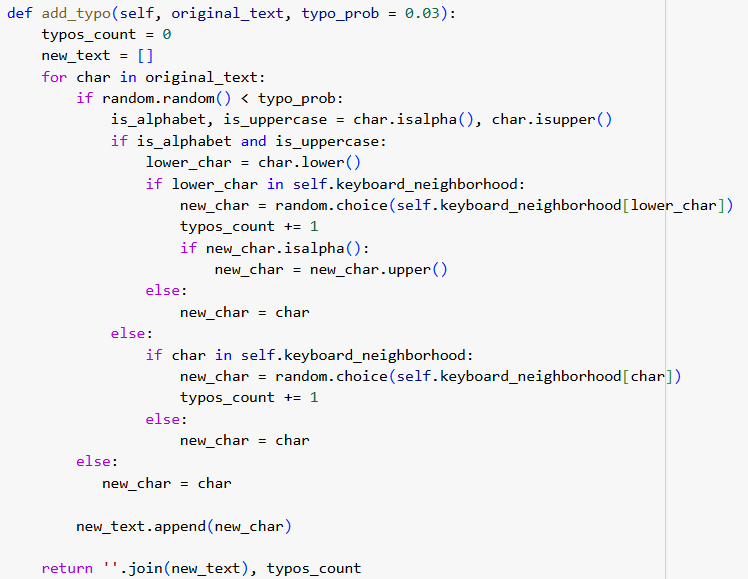 def add_typo(self, original_text, typo_prob = 0.03):
    typos_count = 0
    new_text = []
    for char in original_text:
        if random.random() < typo_prob:
            is_alphabet, is_uppercase = char.isalpha(), char.isupper()
            if is_alphabet and is_uppercase:
                lower_char = char.lower()
                if lower_char in self.keyboard_neighborhood:
                    new_char = random.choice(self.keyboard_neighborhood[lower_char])
                    typos_count += 1
                    if new_char.isalpha():
                        new_char = new_char.upper()
                else:
                    new_char = char
            else:
                if char in self.keyboard_neighborhood:
                    new_char = random.choice(self.keyboard_neighborhood[char])
                    typos_count += 1
                else:
                    new_char = char
        else:
           new_char = char

        new_text.append(new_char)

    return ''.join(new_text), typos_count